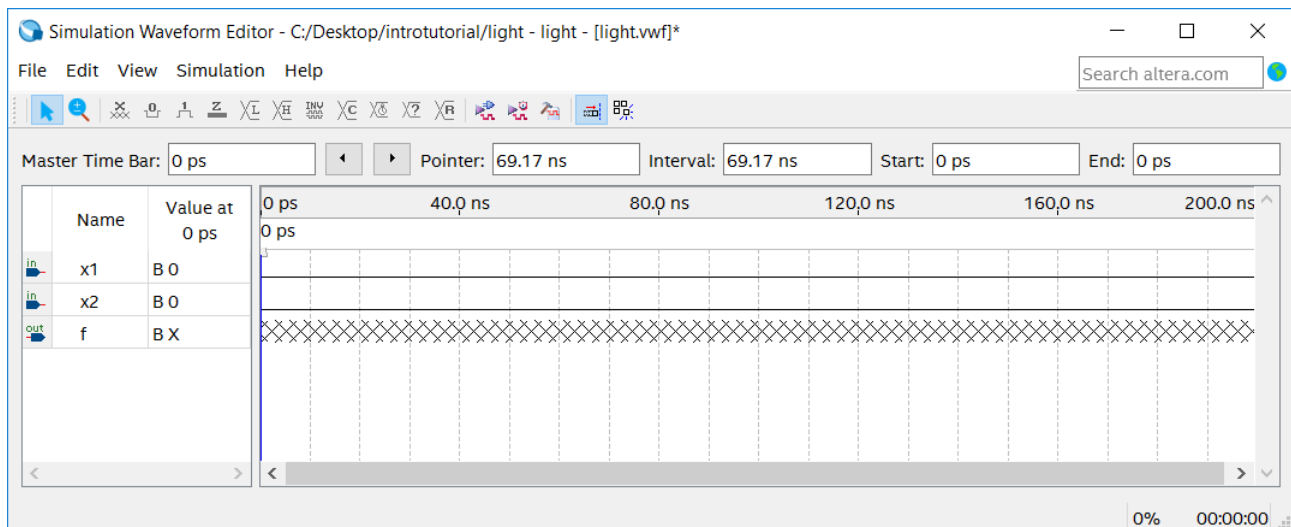 Simulation Waveform Editor - C:/Desktop/introtutorial/light - light - [light.vwf]*
File Edit View Simulation Help
Search altera.com
Master Time Bar: 0 ps Pointer: 69.17 ns Interval: 69.17 ns Start: 0 ps End: 0 ps
Name Value at 0 ps
0 ps 40.0 ns 80.0 ns 120.0 ns 160.0 ns 200.0 ns
0 ps
in x1 B 0
in x2 B 0
out f B X
0% 00:00:00